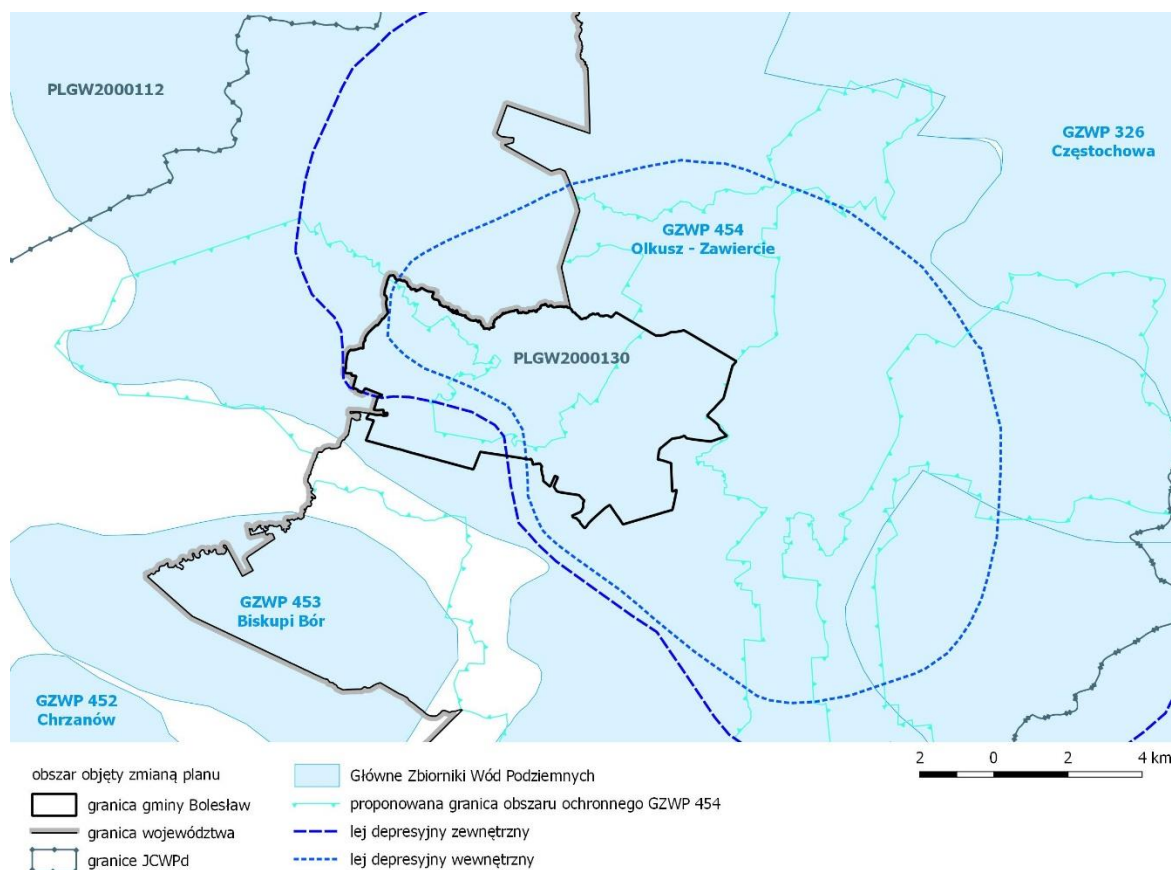 PLGW2000112
GZWP 326
Częstochowa
GZWP 454
Olkusz - Zawiercie
PLGW2000130
GZWP 453
Biskupi Bór
GZWP 452
Chrzanów
2 0 2 4 km
obszar objęty zmianą planu
granica gminy Bolesław
granica województwa
granice JCWPd
Główne Zbiorniki Wód Podziemnych
proponowana granica obszaru ochronnego GZWP 454
lej depresyjny zewnętrzny
lej depresyjny wewnętrzny